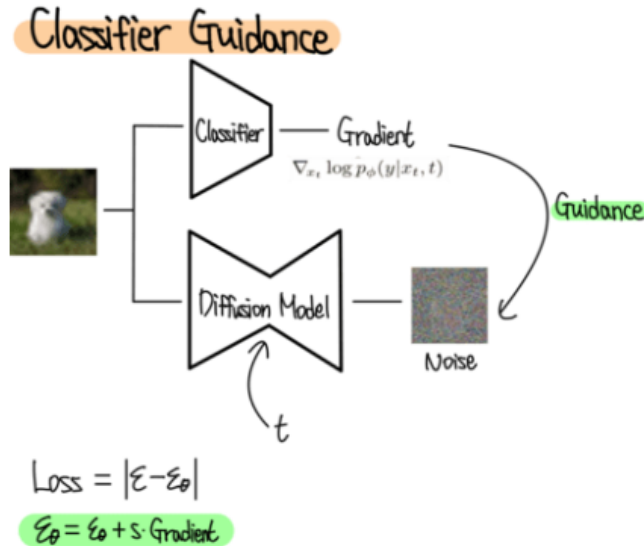 Classifier Guidance
Classifier
Gradient
∇xₜ log pϕ(y|xₜ, t)
Guidance
Diffusion Model
Noise
t
Loss = |ε-εθ|
εθ = εθ + s·Gradient